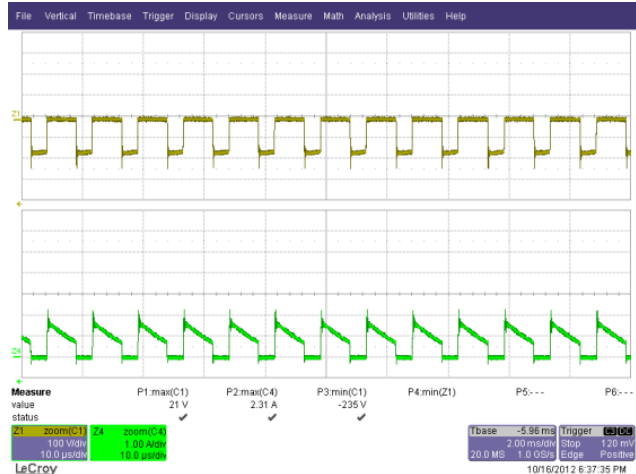 File Vertical Timebase Trigger Display Cursors Measure Math Analysis Utilities Help
Z1
Z4
Measure P1:max(C1) P2:max(C4) P3:min(C1) P4:min(Z1) P5:- - - P6:- - -
value 21 V 2.31 A -235 V
status
Z1 zoom(C1) Z4 zoom(C4) Tbase -5.96 ms Trigger C3 DC
100 V/div 1.00 A/div 2.00 ms/div Stop 120 mV
10.0 µs/div 10.0 µs/div 20.0 MS 1.0 GS/s Edge Positive
LeCroy 10/16/2012 6:37:35 PM